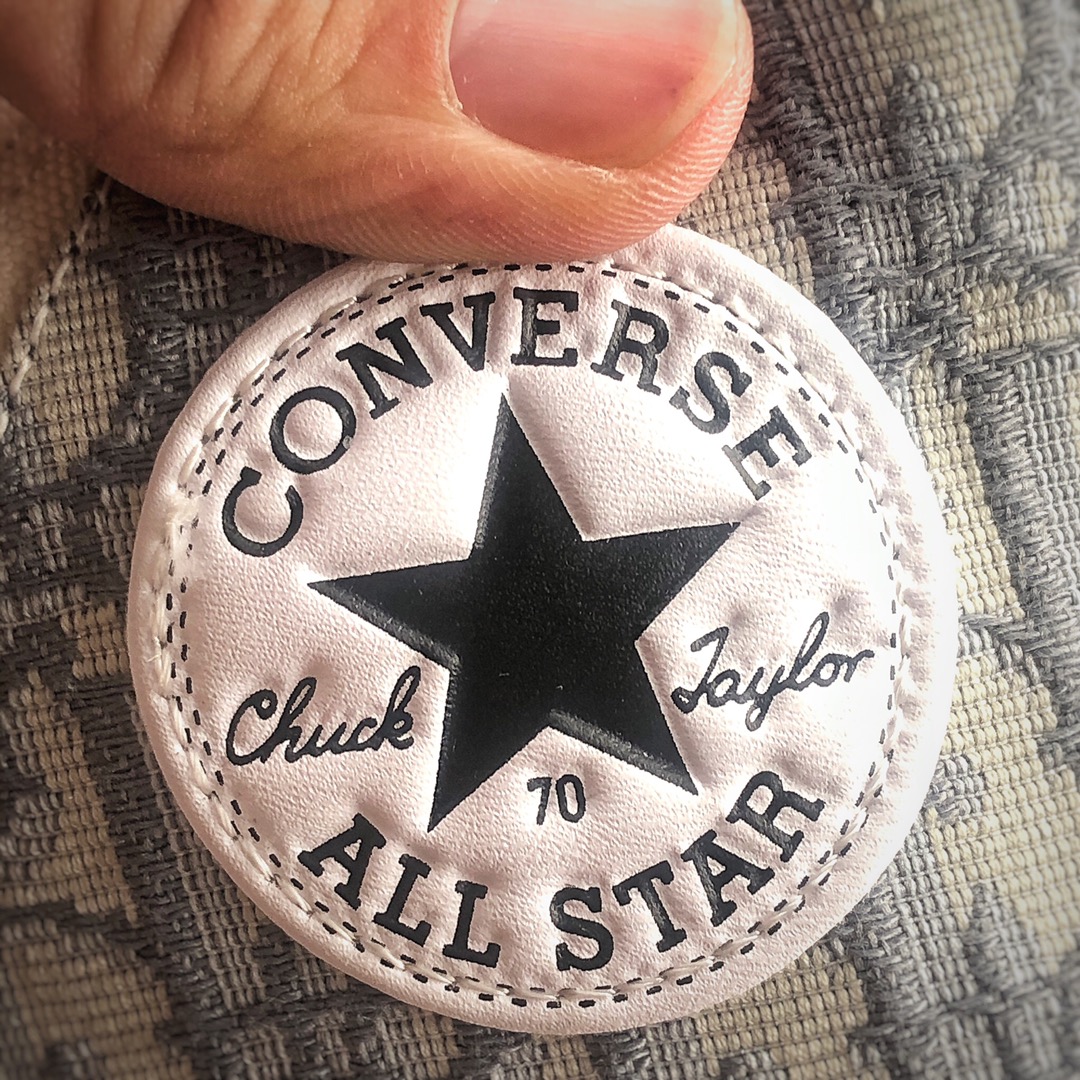 CONVERSE
Chuck Taylor
70
ALL STAR